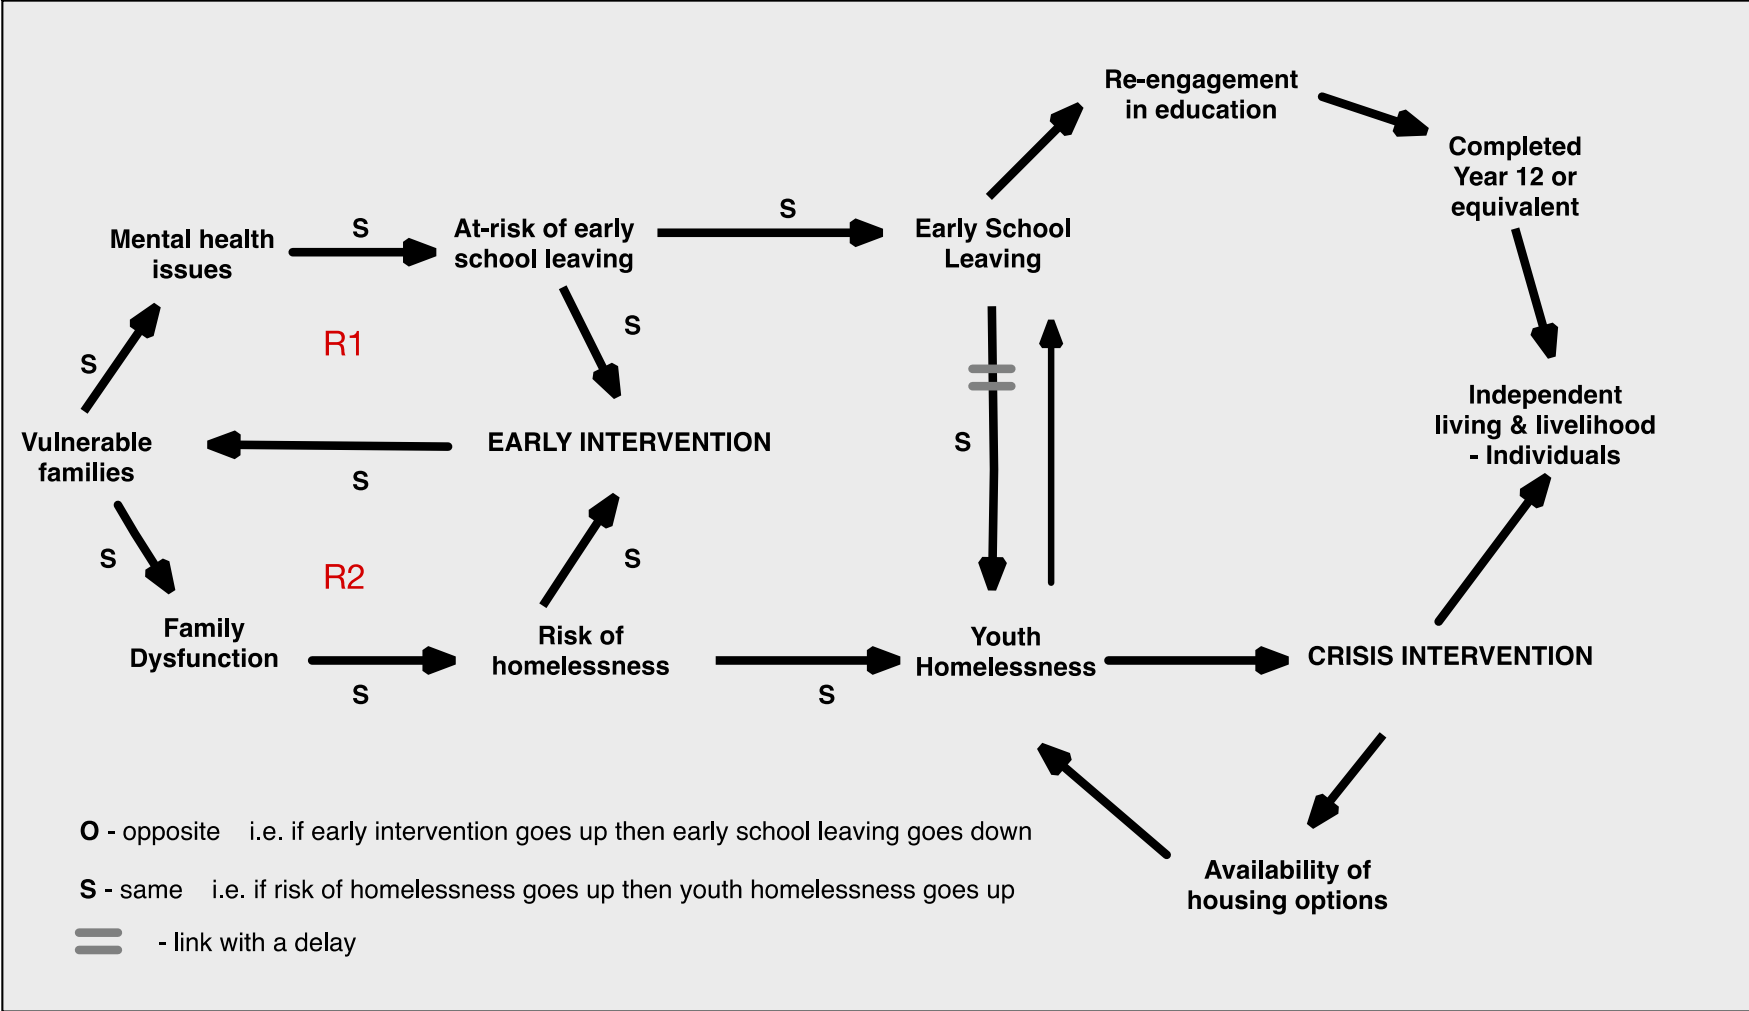 Re-engagement
in education
Completed
Year 12 or
equivalent
S
Mental health
issues
S
At-risk of early
school leaving
Early School
Leaving
S
R1
S
Independent
living & livelihood
- Individuals
Vulnerable
families
EARLY INTERVENTION
S
S
S
R2
S
Family
Dysfunction
Risk of
homelessness
Youth
Homelessness
CRISIS INTERVENTION
S
S
Availability of
housing options
O - opposite i.e. if early intervention goes up then early school leaving goes down
S - same i.e. if risk of homelessness goes up then youth homelessness goes up
- link with a delay